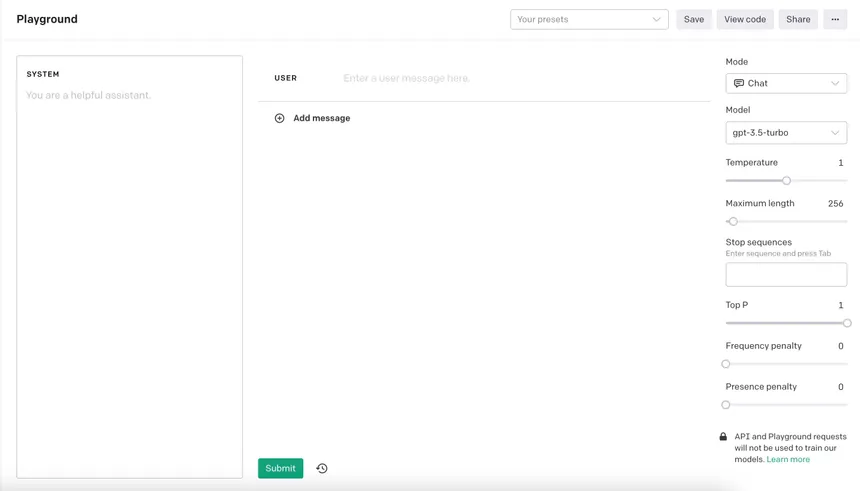 Playground
Your presets
Save
View code
Share
...
SYSTEM
You are a helpful assistant.
USER
Enter a user message here.
Add message
Submit
Mode
Chat
Model
gpt-3.5-turbo
Temperature 1
Maximum length 256
Stop sequences
Enter sequence and press Tab
Top P 1
Frequency penalty 0
Presence penalty 0
API and Playground requests
will not be used to train our
models. Learn more